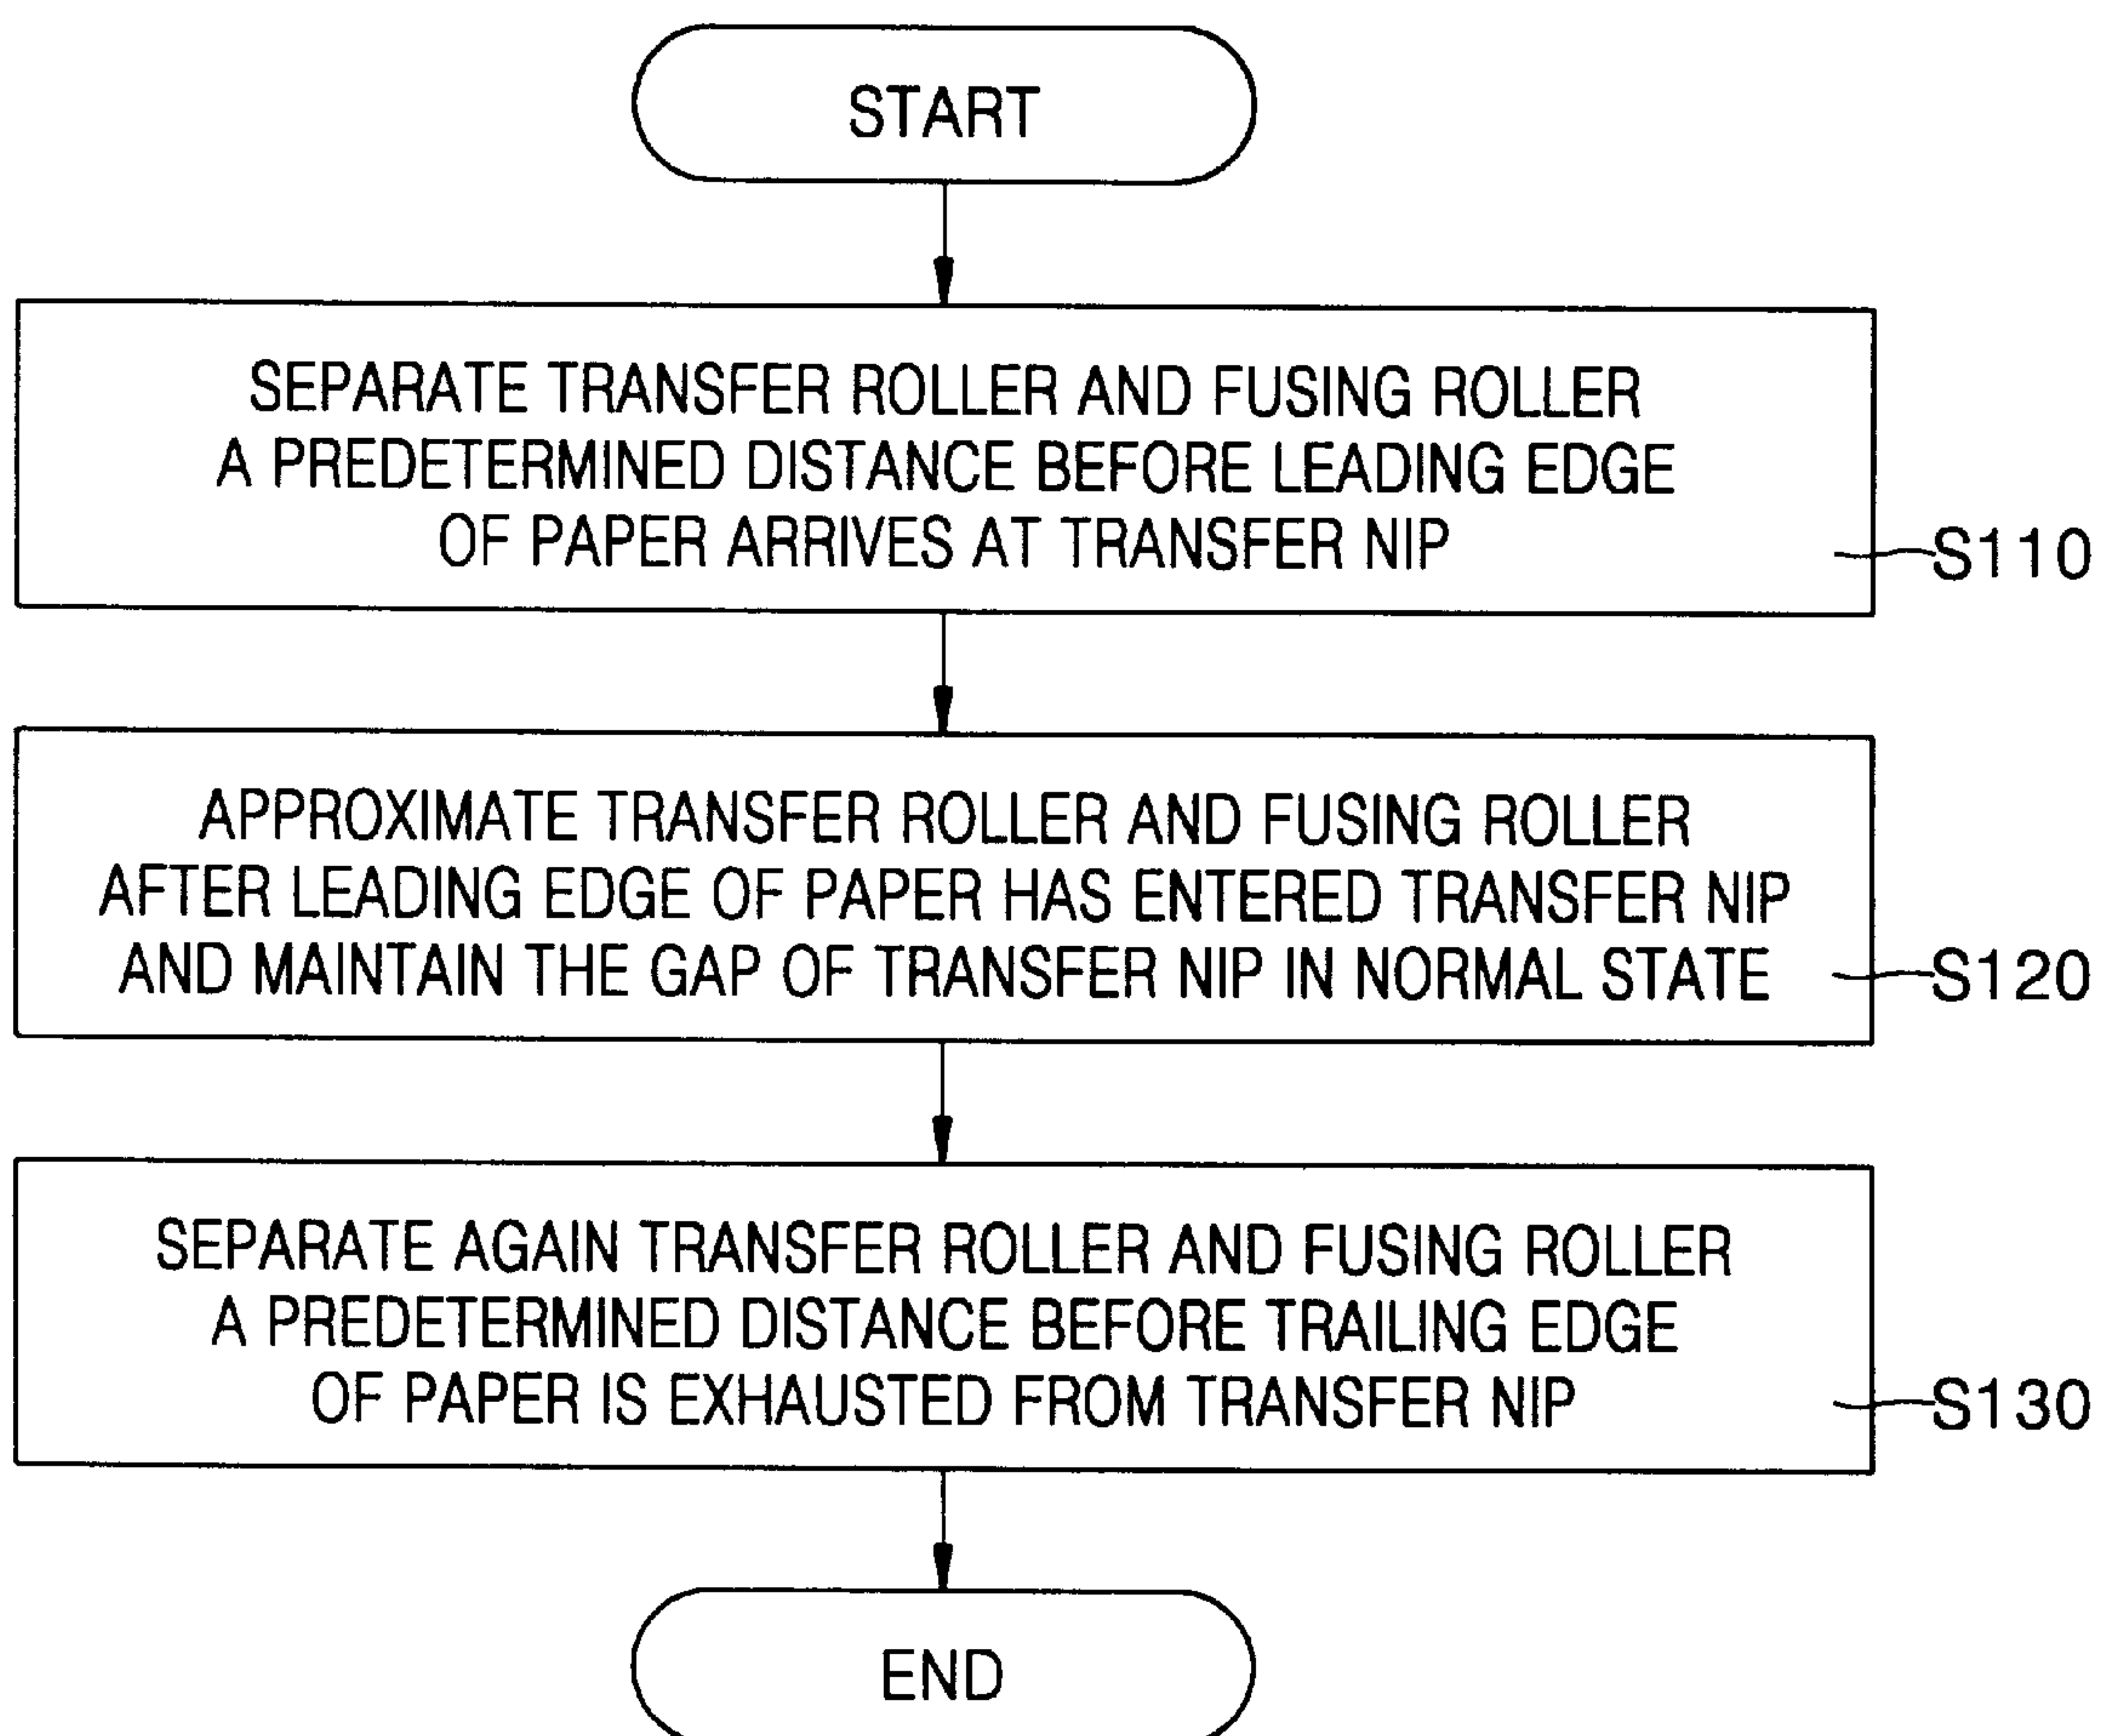 START
SEPARATE TRANSFER ROLLER AND FUSING ROLLER
A PREDETERMINED DISTANCE BEFORE LEADING EDGE
OF PAPER ARRIVES AT TRANSFER NIP
S110
APPROXIMATE TRANSFER ROLLER AND FUSING ROLLER
AFTER LEADING EDGE OF PAPER HAS ENTERED TRANSFER NIP
AND MAINTAIN THE GAP OF TRANSFER NIP IN NORMAL STATE
S120
SEPARATE AGAIN TRANSFER ROLLER AND FUSING ROLLER
A PREDETERMINED DISTANCE BEFORE TRAILING EDGE
OF PAPER IS EXHAUSTED FROM TRANSFER NIP
S130
END